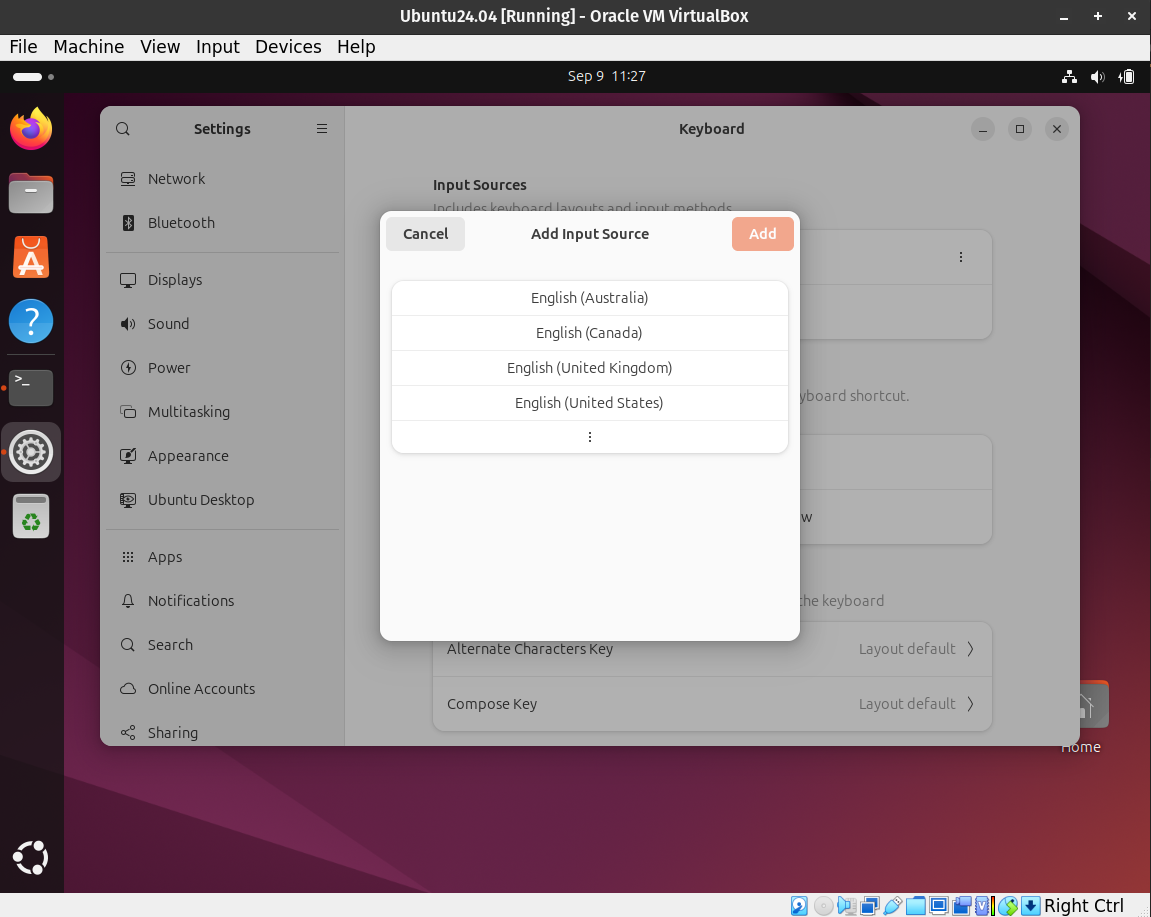 Ubuntu24.04 [Running] - Oracle VM VirtualBox
File Machine View Input Devices Help
Sep 9 11:27
Settings
Keyboard
Network
Bluetooth
Displays
Sound
Power
Multitasking
Appearance
Ubuntu Desktop
Apps
Notifications
Search
Online Accounts
Sharing
Input Sources
Includes keyboard layouts and input methods
Cancel
Add Input Source
Add
English (Australia)
English (Canada)
English (United Kingdom)
English (United States)
yboard shortcut.
w
the keyboard
Alternate Characters Key
Layout default
Compose Key
Layout default
Home
Right Ctrl